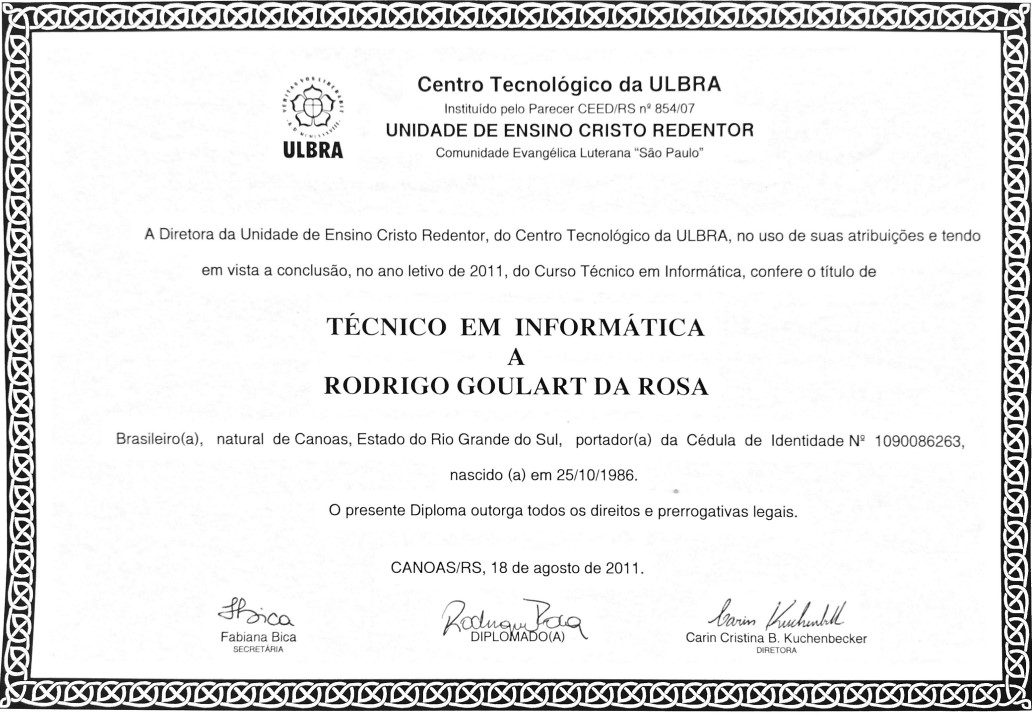 Centro Tecnológico da ULBRA
Instituído pelo Parecer CEED/RS nº 854/07
UNIDADE DE ENSINO CRISTO REDENTOR
Comunidade Evangélica Luterana "São Paulo"
ULBRA
A Diretora da Unidade de Ensino Cristo Redentor, do Centro Tecnológico da ULBRA, no uso de suas atribuições e tendo
em vista a conclusão, no ano letivo de 2011, do Curso Técnico em Informática, confere o título de
TÉCNICO EM INFORMÁTICA
A
RODRIGO GOULART DA ROSA
Brasileiro(a), natural de Canoas, Estado do Rio Grande do Sul, portador(a) da Cédula de Identidade Nº 1090086263,
nascido (a) em 25/10/1986.
O presente Diploma outorga todos os direitos e prerrogativas legais.
CANOAS/RS, 18 de agosto de 2011.
Fabiana Bica
SECRETÁRIA
DIPLOMADO(A)
Carin Cristina B. Kuchenbecker
DIRETORA